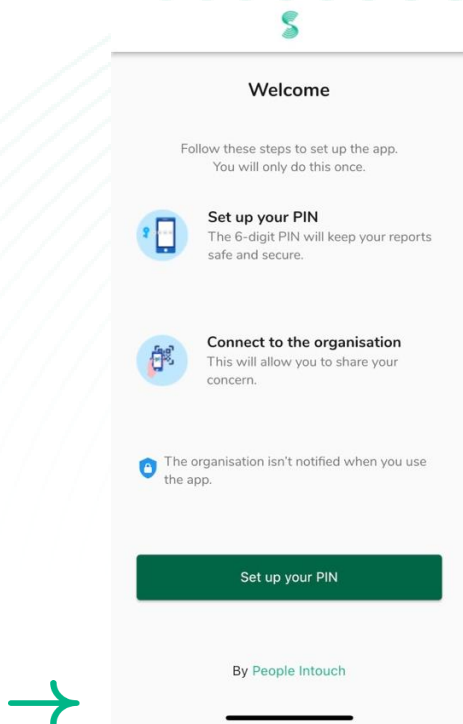 Welcome
Follow these steps to set up the app.
You will only do this once.
Set up your PIN
The 6-digit PIN will keep your reports
safe and secure.
Connect to the organisation
This will allow you to share your
concern.
The organisation isn't notified when you use
the app.
Set up your PIN
By People Intouch